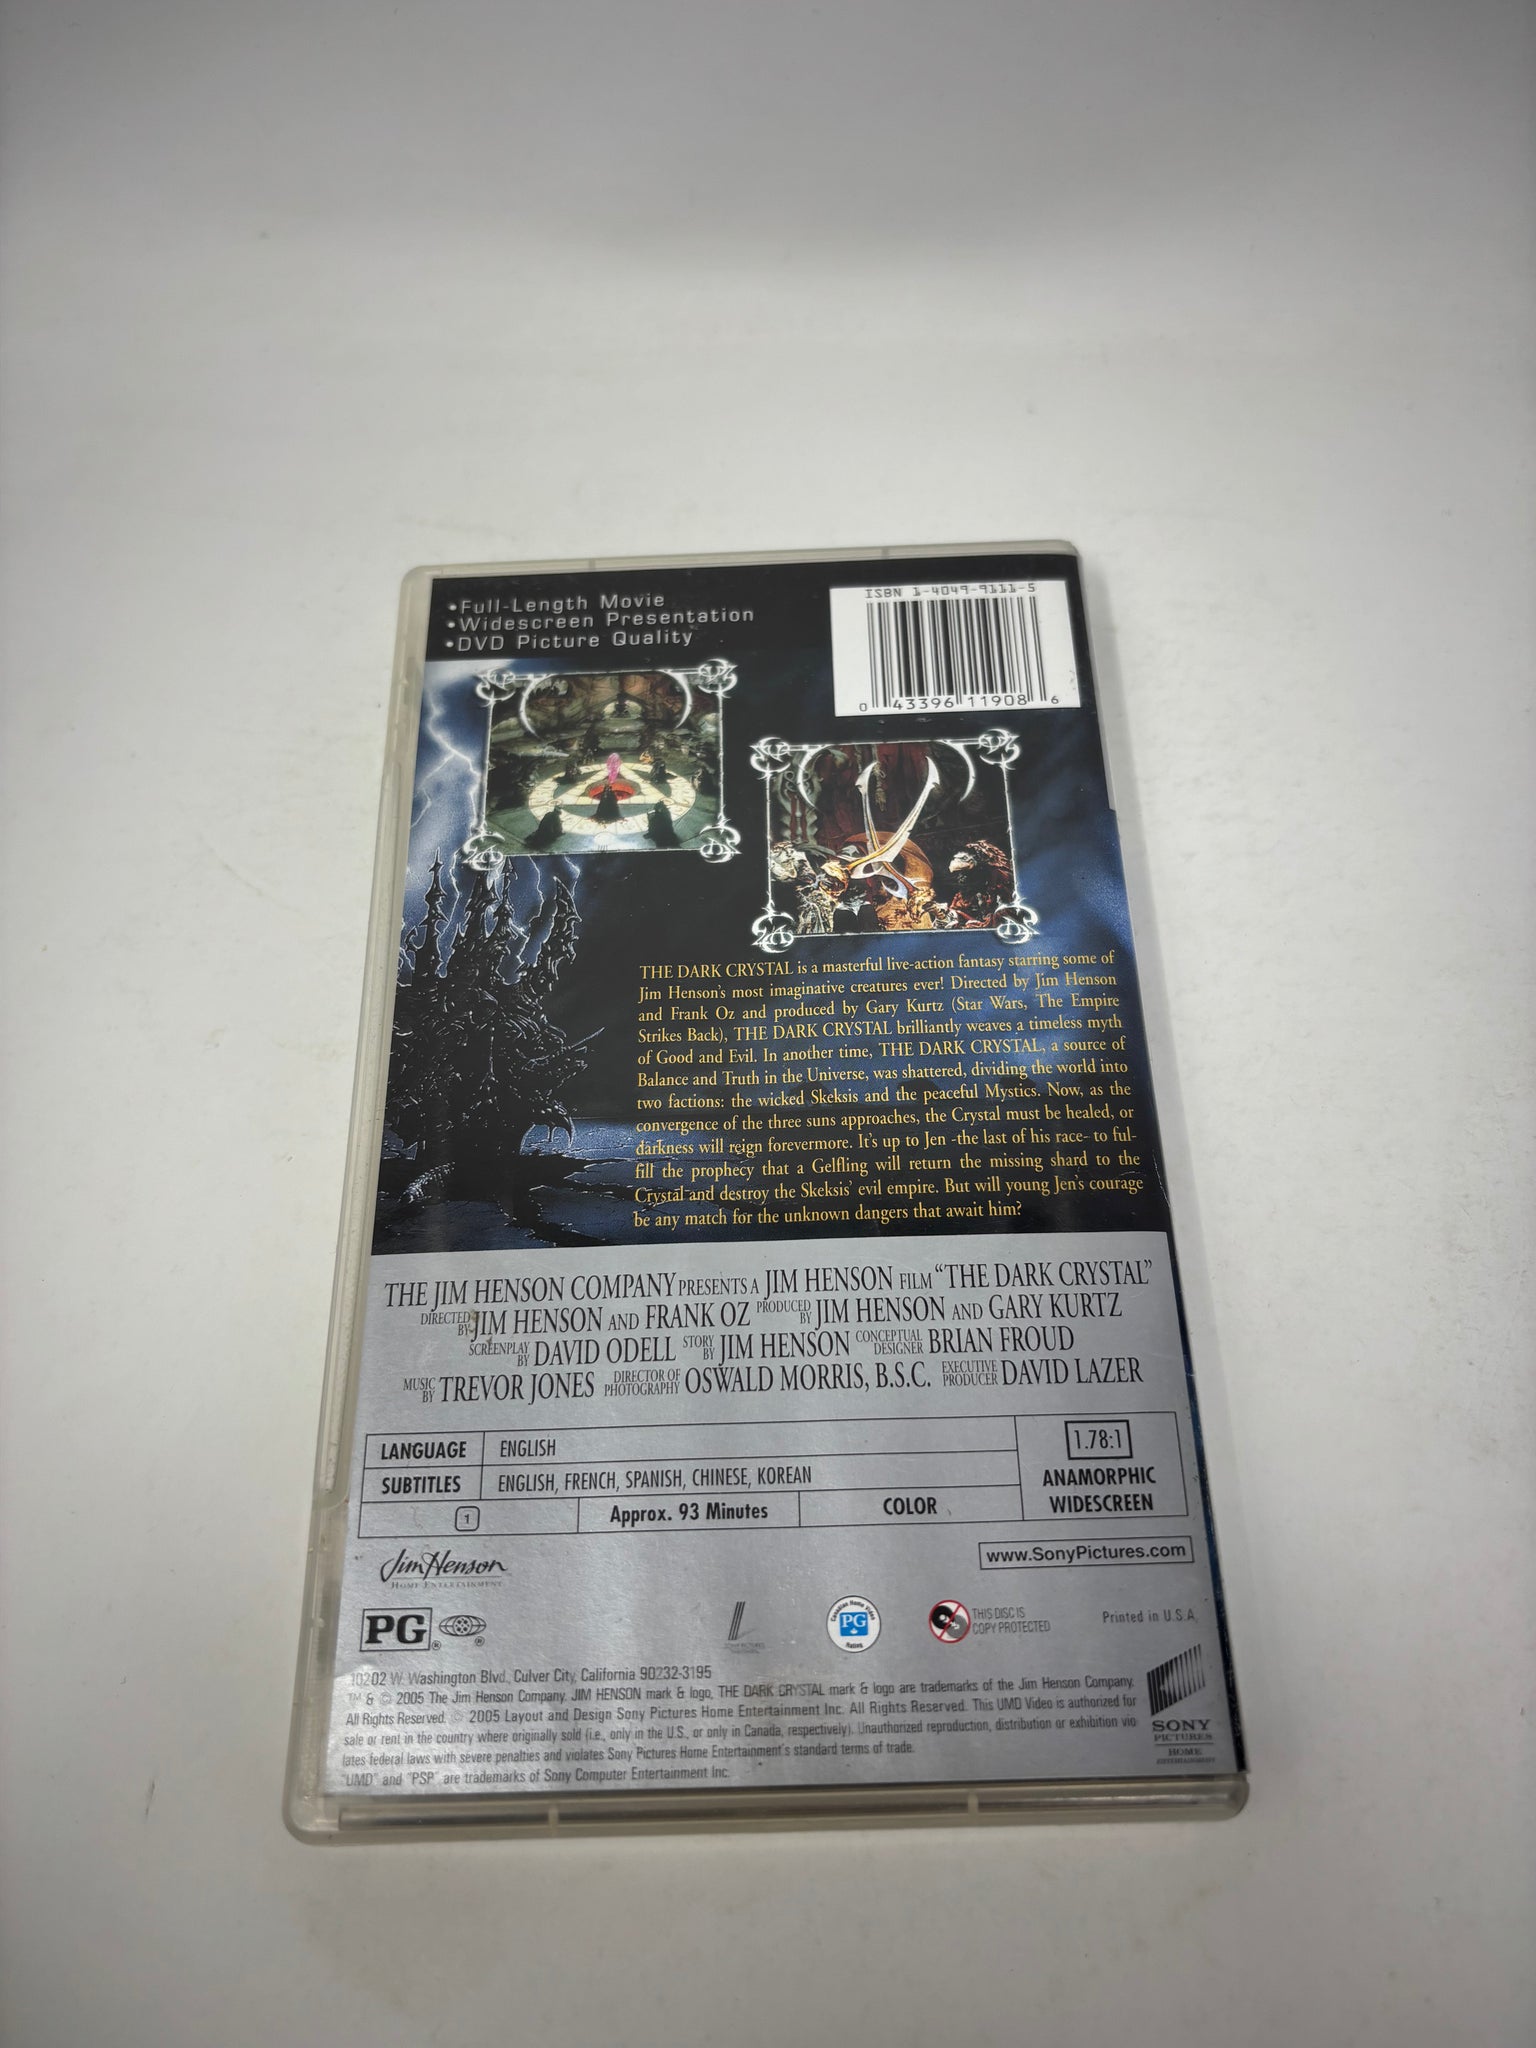 •Full-Length Movie
•Widescreen Presentation
•DVD Picture Quality
ISBN 1-4049-9111-5
0 43396 11908 6
THE DARK CRYSTAL is a masterful live-action fantasy starring some of
Jim Henson's most imaginative creatures ever! Directed by Jim Henson
and Frank Oz and produced by Gary Kurtz (Star Wars, The Empire
Strikes Back), THE DARK CRYSTAL brilliantly weaves a timeless myth
of Good and Evil. In another time, THE DARK CRYSTAL, a source of
Balance and Truth in the Universe, was shattered, dividing the world into
two factions: the wicked Skeksis and the peaceful Mystics. Now, as the
convergence of the three suns approaches, the Crystal must be healed, or
darkness will reign forevermore. It's up to Jen -the last of his race- to ful-
fill the prophecy that a Gelfling will return the missing shard to the
Crystal and destroy the Skeksis' evil empire. But will young Jen's courage
be any match for the unknown dangers that await him?
THE JIM HENSON COMPANY PRESENTS A JIM HENSON FILM "THE DARK CRYSTAL"
DIRECTED BY JIM HENSON AND FRANK OZ PRODUCED BY JIM HENSON AND GARY KURTZ
SCREENPLAY BY DAVID ODELL STORY BY JIM HENSON CONCEPTUAL DESIGNER BRIAN FROUD
MUSIC BY TREVOR JONES DIRECTOR OF PHOTOGRAPHY OSWALD MORRIS, B.S.C. EXECUTIVE PRODUCER DAVID LAZER
LANGUAGE ENGLISH
SUBTITLES ENGLISH, FRENCH, SPANISH, CHINESE, KOREAN
1 Approx. 93 Minutes COLOR
1.78:1
ANAMORPHIC
WIDESCREEN
Jim Henson
HOME ENTERTAINMENT
www.SonyPictures.com
PG ® ®
Canadian Home Video
PG
Rating
THIS DISC IS
COPY PROTECTED
Printed in U.S.A.
10202 W. Washington Blvd., Culver City, California 90232-3195
™ & © 2005 The Jim Henson Company. JIM HENSON mark & logo, THE DARK CRYSTAL mark & logo are trademarks of the Jim Henson Company.
All Rights Reserved. © 2005 Layout and Design Sony Pictures Home Entertainment Inc. All Rights Reserved. This UMD Video is authorized for
sale or rent in the country where originally sold (i.e., only in the U.S., or only in Canada, respectively). Unauthorized reproduction, distribution or exhibition vio
lates federal laws with severe penalties and violates Sony Pictures Home Entertainment's standard terms of trade.
"UMD" and "PSP" are trademarks of Sony Computer Entertainment Inc.
SONY
PICTURES
HOME
ENTERTAINMENT